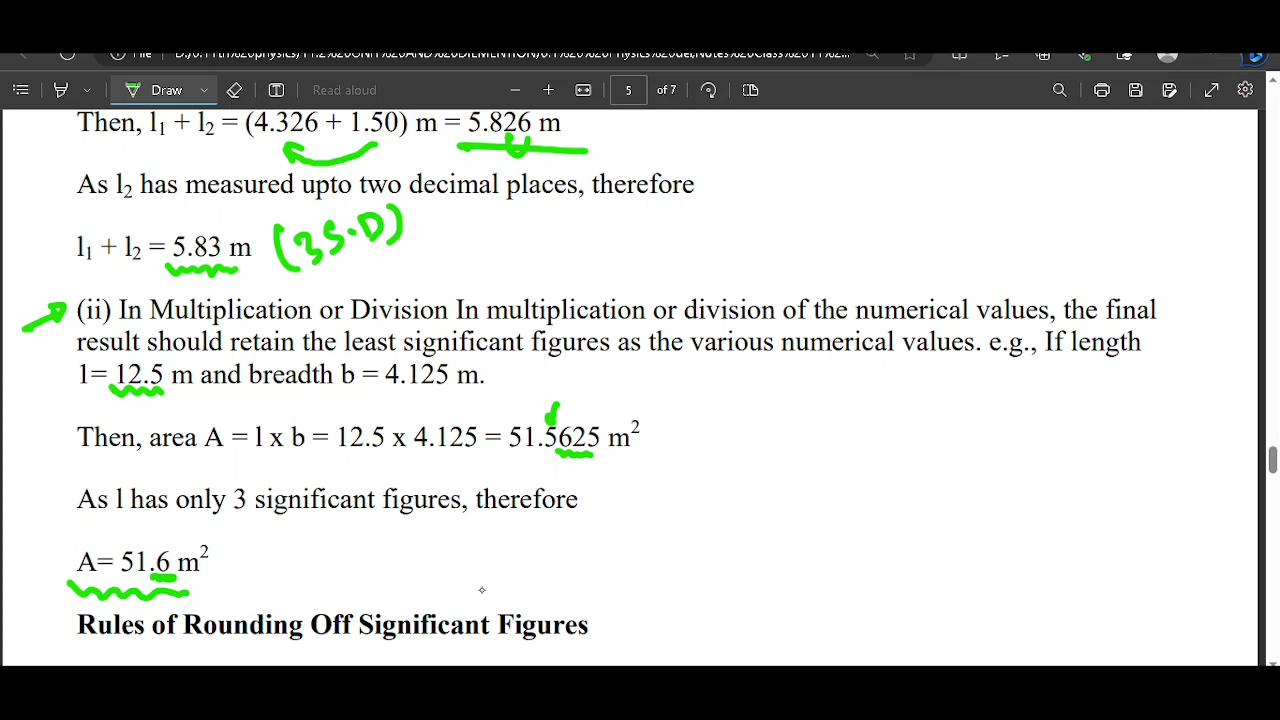 Draw
Read aloud
5
of 7
Then, l₁ + l₂ = (4.326 + 1.50) m = 5.826 m
As l₂ has measured upto two decimal places, therefore
l₁ + l₂ = 5.83 m (3 S.D)
(ii) In Multiplication or Division In multiplication or division of the numerical values, the final
result should retain the least significant figures as the various numerical values. e.g., If length
1= 12.5 m and breadth b = 4.125 m.
Then, area A = l x b = 12.5 x 4.125 = 51.5625 m²
As l has only 3 significant figures, therefore
A= 51.6 m²
Rules of Rounding Off Significant Figures